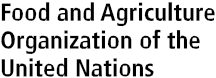 Food and Agriculture
Organization of the
United Nations